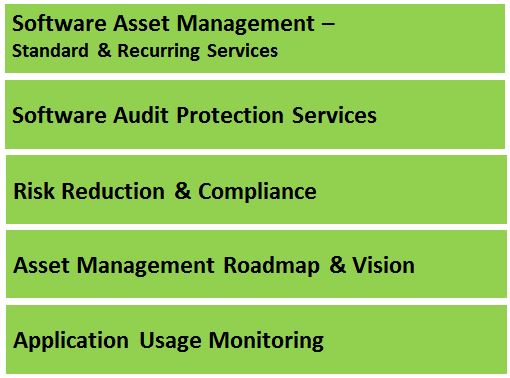 Software Asset Management –
Standard & Recurring Services
Software Audit Protection Services
Risk Reduction & Compliance
Asset Management Roadmap & Vision
Application Usage Monitoring